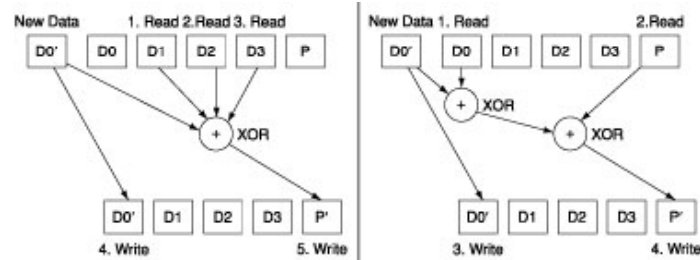 New Data 1. Read 2.Read 3. Read
D0' D0 D1 D2 D3 P
+ XOR
D0' D1 D2 D3 P'
4. Write 5. Write
New Data 1. Read 2.Read
D0' D0 D1 D2 D3 P
+ XOR
+ XOR
D0' D1 D2 D3 P'
3. Write 4. Write